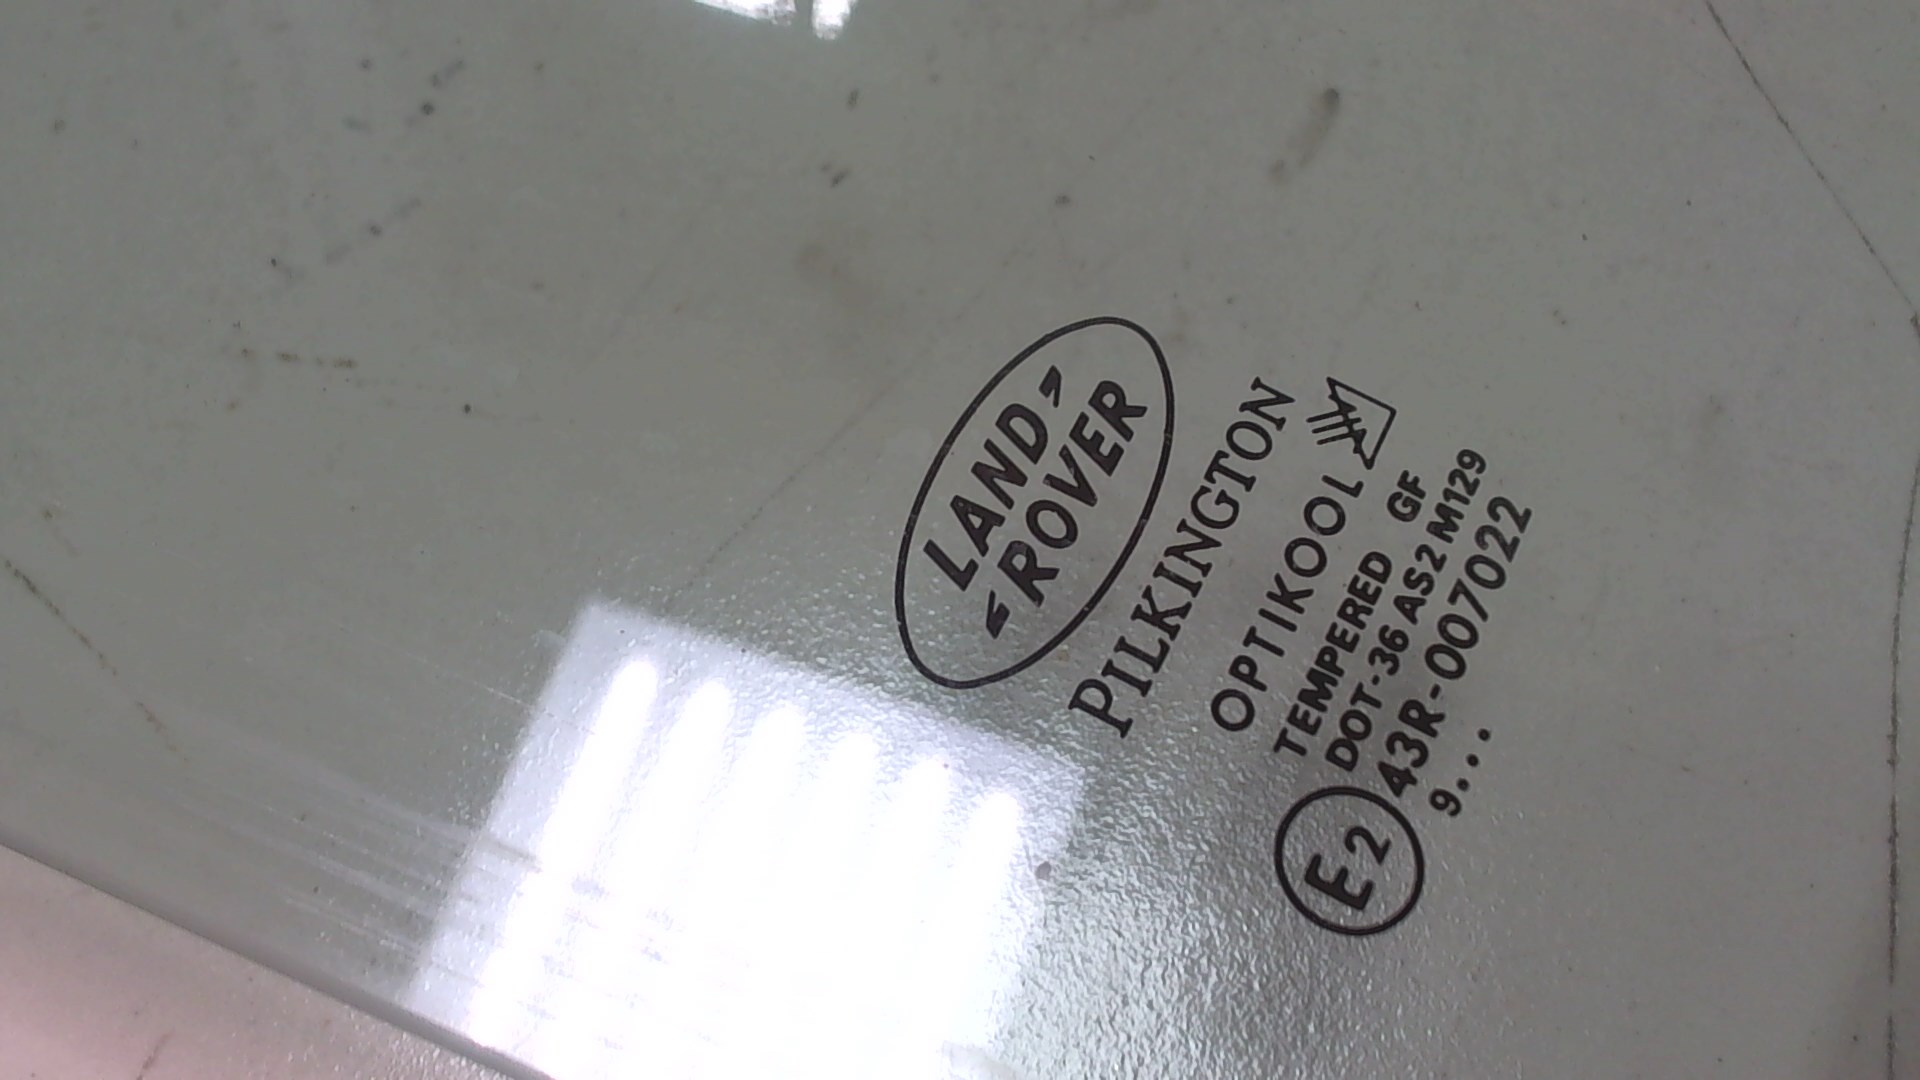 LAND
ROVER
PILKINGTON
OPTIKOOL
TEMPERED GF
DOT-36 AS2 M129
E2 43R-007022
9...